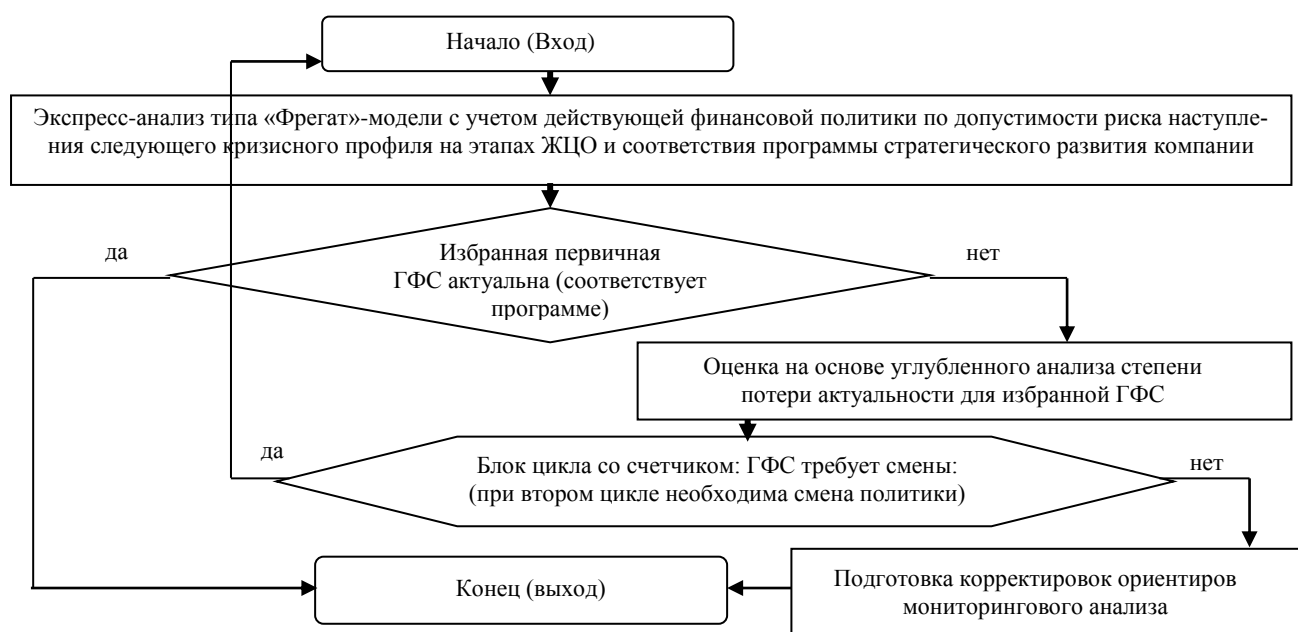 Начало (Вход)
Экспресс-анализ типа «Фрегат»-модели с учетом действующей финансовой политики по допустимости риска наступле-
ния следующего кризисного профиля на этапах ЖЦО и соответствия программы стратегического развития компании
да
Избранная первичная
ГФС актуальна (соответствует
программе)
нет
Оценка на основе углубленного анализа степени
потери актуальности для избранной ГФС
да
Блок цикла со счетчиком: ГФС требует смены:
(при втором цикле необходима смена политики)
нет
Конец (выход)
Подготовка корректировок ориентиров
мониторингового анализа